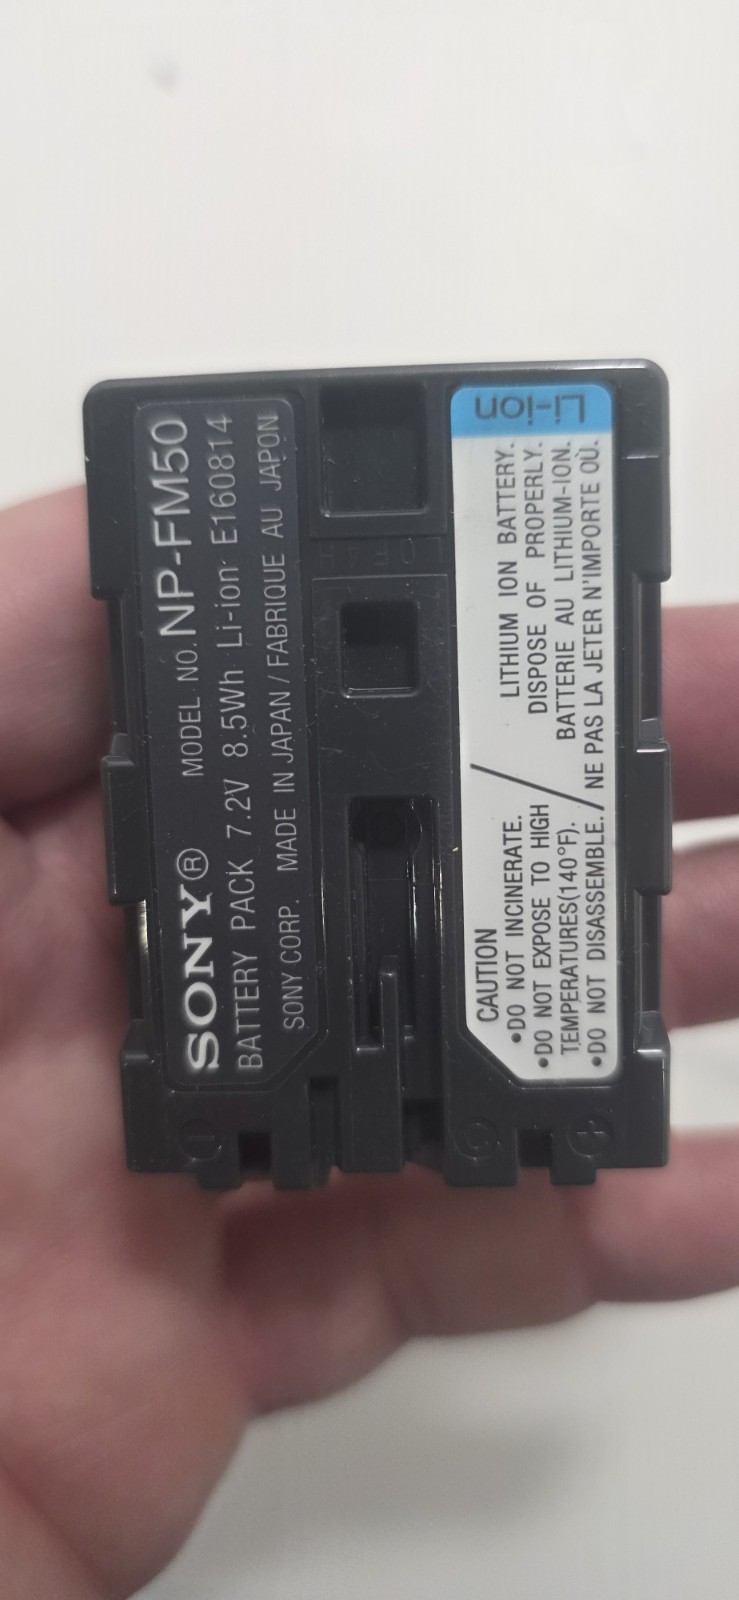 SONY® MODEL NO. NP-FM50
BATTERY PACK 7.2V 8.5Wh Li-ion E160814
SONY CORP. MADE IN JAPAN / FABRIQUE AU JAPON
Li-ion
CAUTION
•DO NOT INCINERATE.
•DO NOT EXPOSE TO HIGH
TEMPERATURES(140°F).
•DO NOT DISASSEMBLE.
LITHIUM ION BATTERY.
DISPOSE OF PROPERLY.
BATTERIE AU LITHIUM-ION.
NE PAS LA JETER N'IMPORTE OÙ.